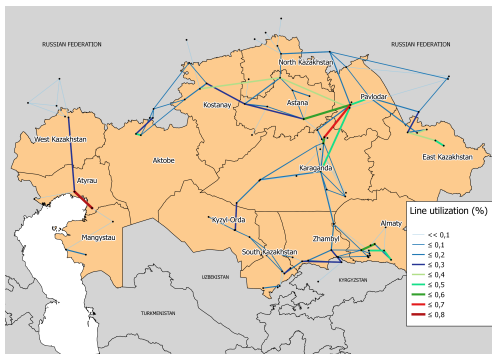 RUSSIAN FEDERATION
RUSSIAN FEDERATION
North Kazakhstan
Kostanay
Astana
Pavlodar
West Kazakhstan
Aktobe
East Kazakhstan
Karaganda
Atyrau
Mangystau
Kyzyl-Orda
South Kazakhstan
Zhambyl
Almaty
UZBEKISTAN
KYRGYZSTAN
TURKMENISTAN
Line utilization (%)
<< 0,1
≤ 0,1
≤ 0,2
≤ 0,3
≤ 0,4
≤ 0,5
≤ 0,6
≤ 0,7
≤ 0,8